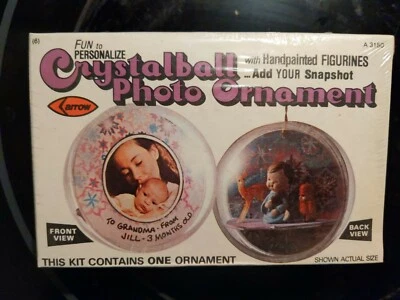 (6)
A 3150
FUN to
PERSONALIZE
with Handpainted FIGURINES
...Add YOUR Snapshot
Crystalball
Photo Ornament
arrow
TO GRANDMA - FROM
JILL - 3 MONTHS OLD
FRONT
VIEW
BACK
VIEW
THIS KIT CONTAINS ONE ORNAMENT
SHOWN ACTUAL SIZE